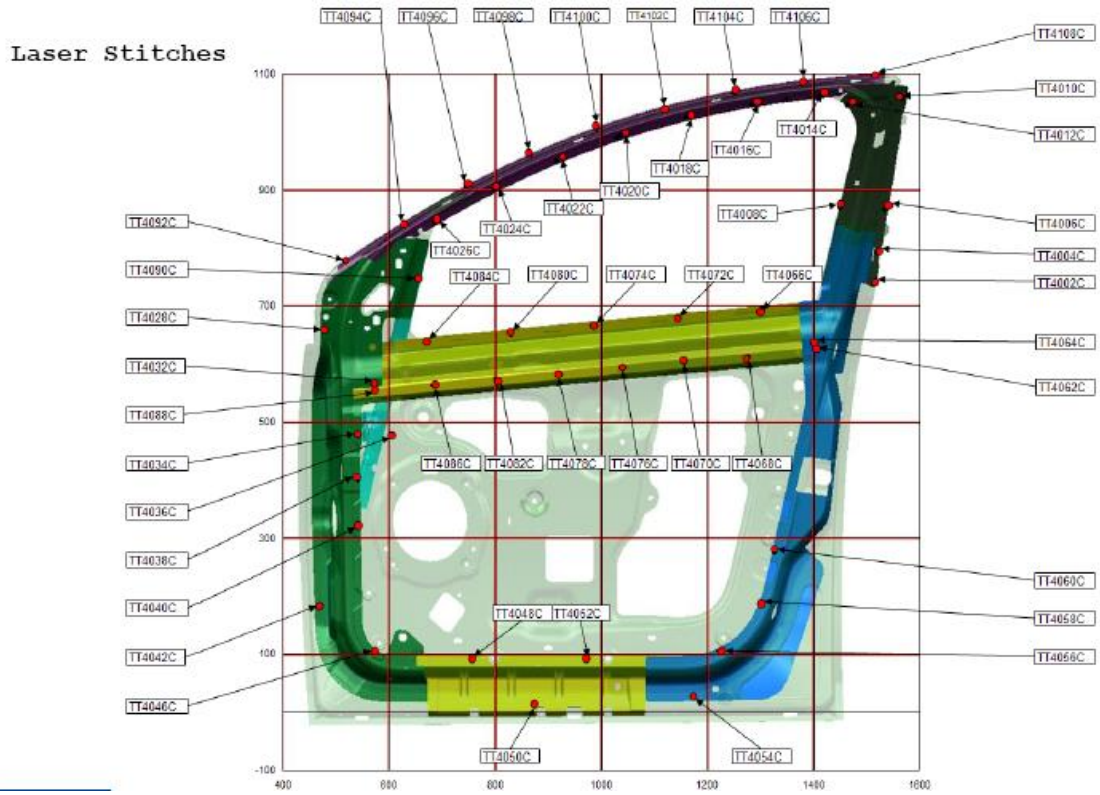 TT4094C TT4096C TT4098C TT4100C TT4102C TT4104C TT4106C
Laser Stitches
TT4108C
1100
TT4010C
TT4014C
TT4012C
TT4016C
TT4018C
900
TT4020C
TT4022C
TT4008C
TT4092C
TT4024C
TT4006C
TT4026C
TT4004C
TT4090C
TT4084C TT4080C TT4074C TT4072C TT4066C
TT4002C
700
TT4028C
TT4064C
TT4032C
TT4062C
TT4088C
500
TT4034C
TT4086C TT4082C TT4078C TT4076C TT4070C TT4068C
TT4036C
300
TT4038C
TT4060C
TT4040C
TT4048C TT4052C
TT4058C
TT4042C
100
TT4056C
TT4046C
TT4050C
TT4054C
-100
400 600 800 1000 1200 1400 1600